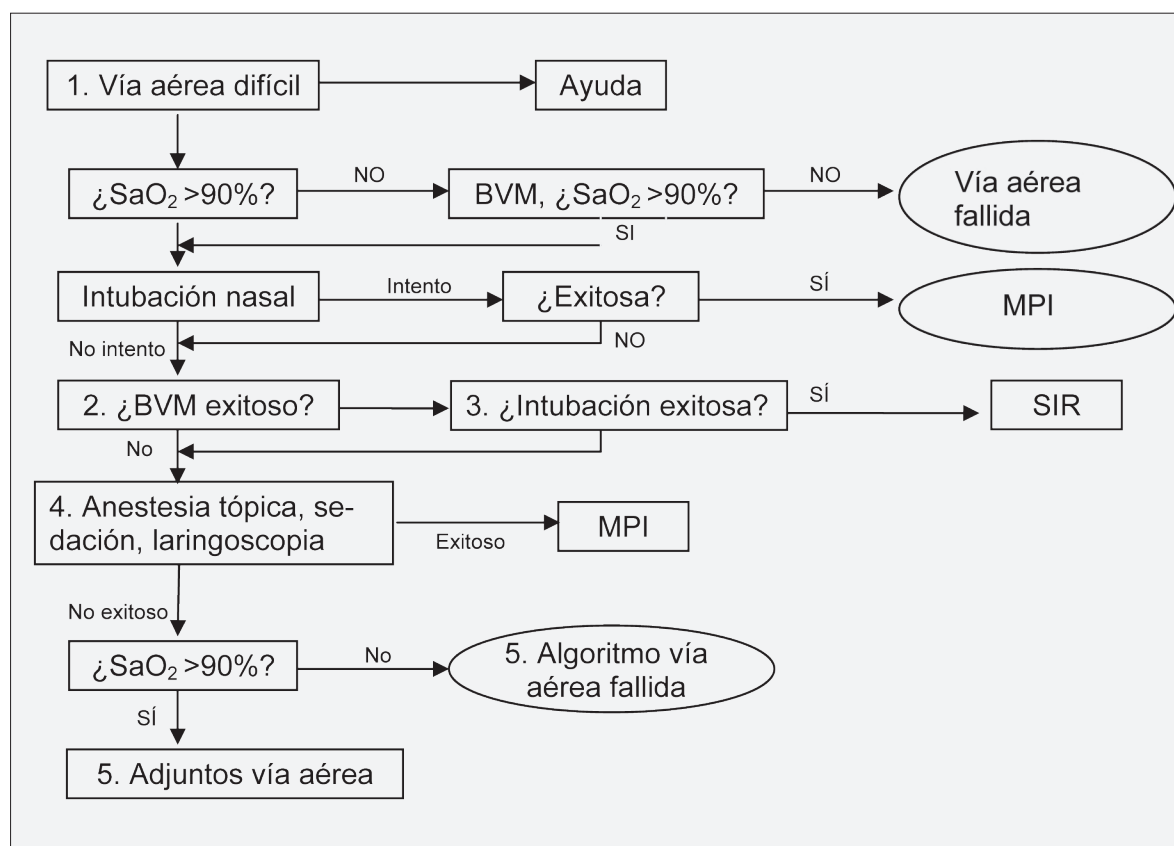 1. Vía aérea difícil
Ayuda
¿SaO₂ >90%?
NO
BVM, ¿SaO₂ >90%?
NO
Vía aérea
fallida
SI
Intubación nasal
Intento
¿Exitosa?
SÍ
MPI
No intento
NO
2. ¿BVM exitoso?
3. ¿Intubación exitosa?
SÍ
SIR
No
4. Anestesia tópica, se-
dación, laringoscopia
Exitoso
MPI
No exitoso
¿SaO₂ >90%?
No
5. Algoritmo vía
aérea fallida
SÍ
5. Adjuntos vía aérea